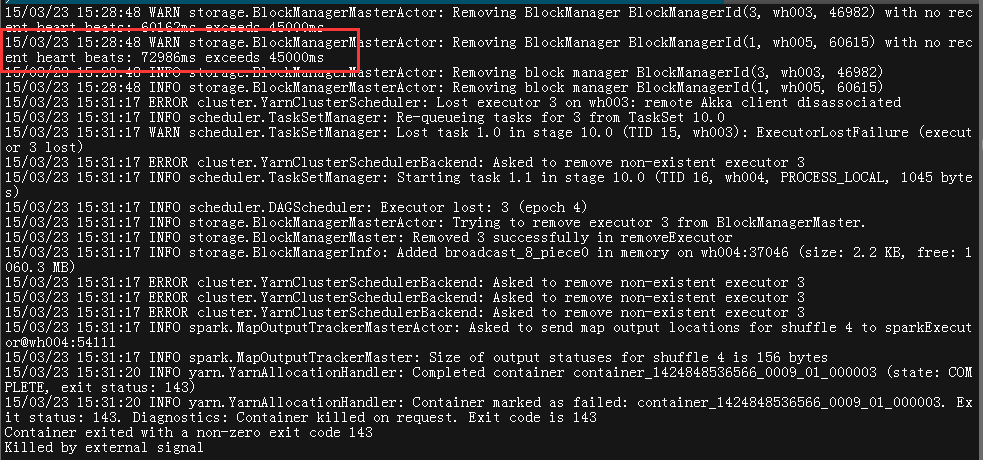 15/03/23 15:28:48 WARN storage.BlockManagerMasterActor: Removing BlockManager BlockManagerId(3, wh003, 46982) with no rec
ent heart beats: 60162ms exceeds 45000ms
15/03/23 15:28:48 WARN storage.BlockManagerMasterActor: Removing BlockManager BlockManagerId(1, wh005, 60615) with no rec
ent heart beats: 72986ms exceeds 45000ms
15/03/23 15:28:48 INFO storage.BlockManagerMasterActor: Removing block manager BlockManagerId(3, wh003, 46982)
15/03/23 15:28:48 INFO storage.BlockManagerMasterActor: Removing block manager BlockManagerId(1, wh005, 60615)
15/03/23 15:31:17 ERROR cluster.YarnClusterScheduler: Lost executor 3 on wh003: remote Akka client disassociated
15/03/23 15:31:17 INFO scheduler.TaskSetManager: Re-queueing tasks for 3 from TaskSet 10.0
15/03/23 15:31:17 WARN scheduler.TaskSetManager: Lost task 1.0 in stage 10.0 (TID 15, wh003): ExecutorLostFailure (execut
or 3 lost)
15/03/23 15:31:17 ERROR cluster.YarnClusterSchedulerBackend: Asked to remove non-existent executor 3
15/03/23 15:31:17 INFO scheduler.TaskSetManager: Starting task 1.1 in stage 10.0 (TID 16, wh004, PROCESS_LOCAL, 1045 byte
s)
15/03/23 15:31:17 INFO scheduler.DAGScheduler: Executor lost: 3 (epoch 4)
15/03/23 15:31:17 INFO storage.BlockManagerMasterActor: Trying to remove executor 3 from BlockManagerMaster.
15/03/23 15:31:17 INFO storage.BlockManagerMaster: Removed 3 successfully in removeExecutor
15/03/23 15:31:17 INFO storage.BlockManagerInfo: Added broadcast_8_piece0 in memory on wh004:37046 (size: 2.2 KB, free: 1
060.3 MB)
15/03/23 15:31:17 ERROR cluster.YarnClusterSchedulerBackend: Asked to remove non-existent executor 3
15/03/23 15:31:17 ERROR cluster.YarnClusterSchedulerBackend: Asked to remove non-existent executor 3
15/03/23 15:31:17 ERROR cluster.YarnClusterSchedulerBackend: Asked to remove non-existent executor 3
15/03/23 15:31:17 INFO spark.MapOutputTrackerMasterActor: Asked to send map output locations for shuffle 4 to sparkExecut
or@wh004:54111
15/03/23 15:31:17 INFO spark.MapOutputTrackerMaster: Size of output statuses for shuffle 4 is 156 bytes
15/03/23 15:31:20 INFO yarn.YarnAllocationHandler: Completed container container_1424848536566_0009_01_000003 (state: COM
PLETE, exit status: 143)
15/03/23 15:31:20 INFO yarn.YarnAllocationHandler: Container marked as failed: container_1424848536566_0009_01_000003. Ex
it status: 143. Diagnostics: Container killed on request. Exit code is 143
Container exited with a non-zero exit code 143
Killed by external signal